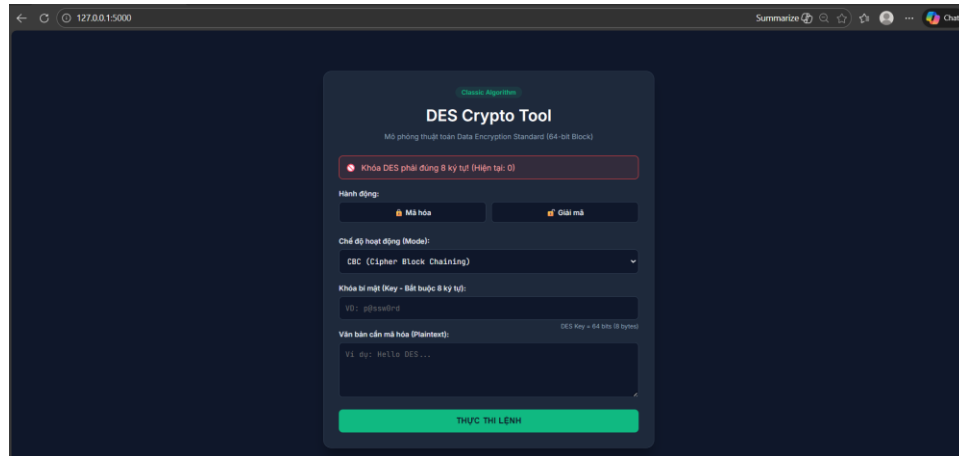 127.0.0.1:5000
Summarize
Chat
Classic Algorithm
DES Crypto Tool
Mô phỏng thuật toán Data Encryption Standard (64-bit Block)
Khóa DES phải đúng 8 ký tự! (Hiện tại: 0)
Hành động:
Mã hóa
Giải mã
Chế độ hoạt động (Mode):
CBC (Cipher Block Chaining)
Khóa bí mật (Key - Bắt buộc 8 ký tự):
VD: p@ssw0rd
DES Key = 64 bits (8 bytes)
Văn bản cần mã hóa (Plaintext):
Ví dụ: Hello DES...
THỰC THI LỆNH